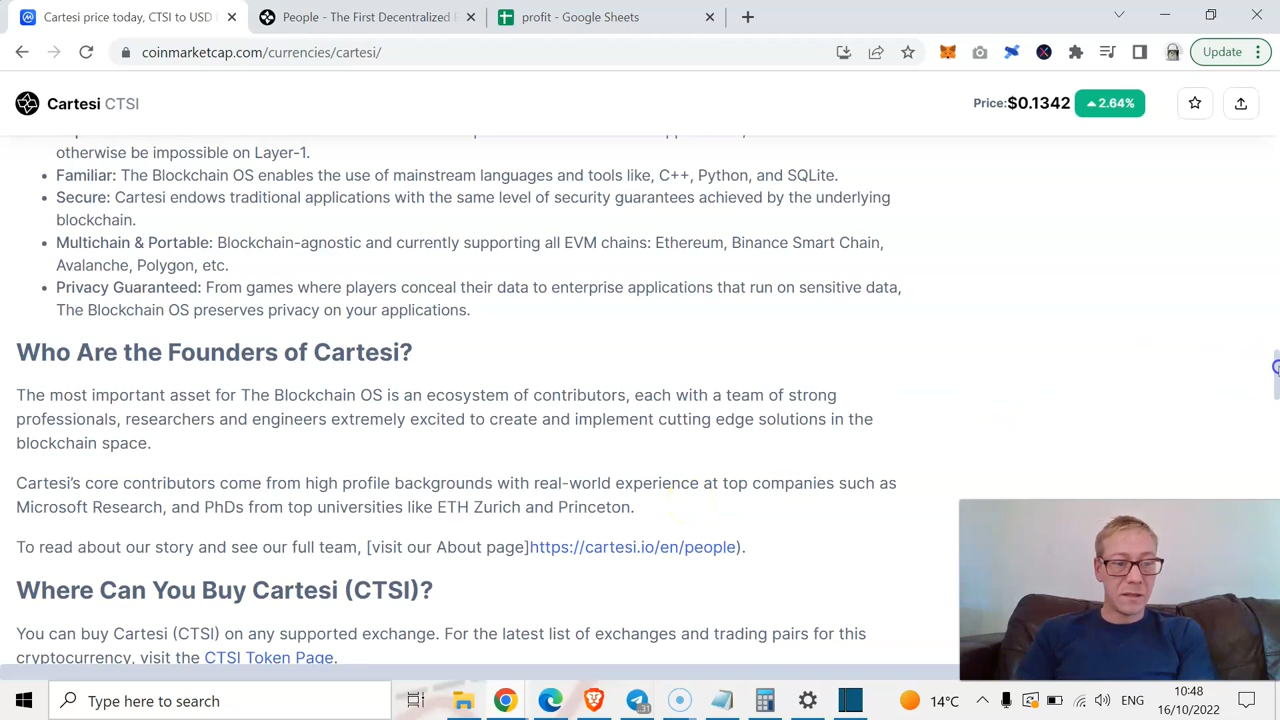 Cartesi price today, CTSI to USD
People - The First Decentralized
profit - Google Sheets
coinmarketcap.com/currencies/cartesi/
Update
Cartesi CTSI
Price:$0.1342 2.64%
otherwise be impossible on Layer-1.
Familiar: The Blockchain OS enables the use of mainstream languages and tools like, C++, Python, and SQLite.
Secure: Cartesi endows traditional applications with the same level of security guarantees achieved by the underlying
blockchain.
Multichain & Portable: Blockchain-agnostic and currently supporting all EVM chains: Ethereum, Binance Smart Chain,
Avalanche, Polygon, etc.
Privacy Guaranteed: From games where players conceal their data to enterprise applications that run on sensitive data,
The Blockchain OS preserves privacy on your applications.
Who Are the Founders of Cartesi?
The most important asset for The Blockchain OS is an ecosystem of contributors, each with a team of strong
professionals, researchers and engineers extremely excited to create and implement cutting edge solutions in the
blockchain space.
Cartesi’s core contributors come from high profile backgrounds with real-world experience at top companies such as
Microsoft Research, and PhDs from top universities like ETH Zurich and Princeton.
To read about our story and see our full team, [visit our About page]https://cartesi.io/en/people).
Where Can You Buy Cartesi (CTSI)?
You can buy Cartesi (CTSI) on any supported exchange. For the latest list of exchanges and trading pairs for this
cryptocurrency, visit the CTSI Token Page.
Type here to search
31
14°C
ENG
10:48
16/10/2022